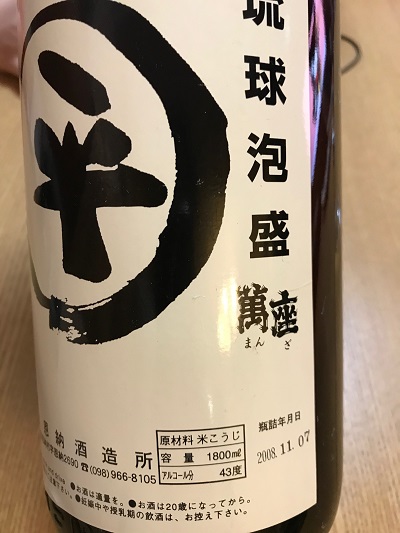 琉球泡盛
平
萬座
まんざ
恩納酒造所
2690 ☎(098)966-8105
原材料 米こうじ
容量 1800mℓ
アルコール分 43度
瓶詰年月日
2008.11.07
●お酒は適量を。●お酒は20歳になってから。
●妊娠中や授乳期の飲酒は、お控え下さい。